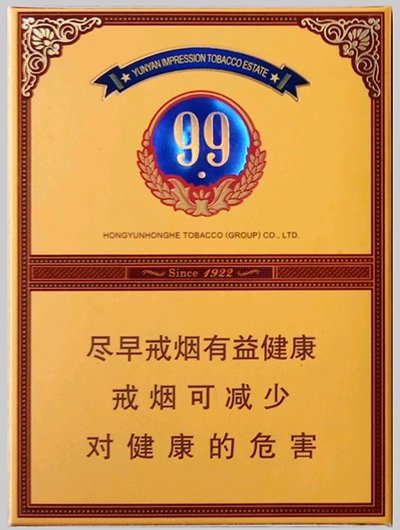 YUNYAN IMPRESSION TOBACCO ESTATE
99
HONGYUNHONGHE TOBACCO (GROUP) CO., LTD.
Since 1922
尽早戒烟有益健康
戒烟可减少
对健康的危害